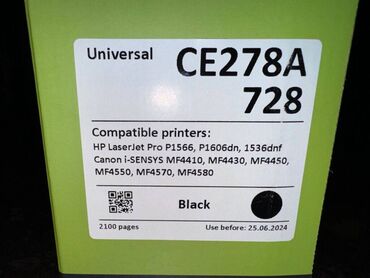 Universal
CE278A
728
Compatible printers:
HP LaserJet Pro P1566, P1606dn, 1536dnf
Canon i-SENSYS MF4410, MF4430, MF4450,
MF4550, MF4570, MF4580
Black
2100 pages
Use before: 25.06.2024